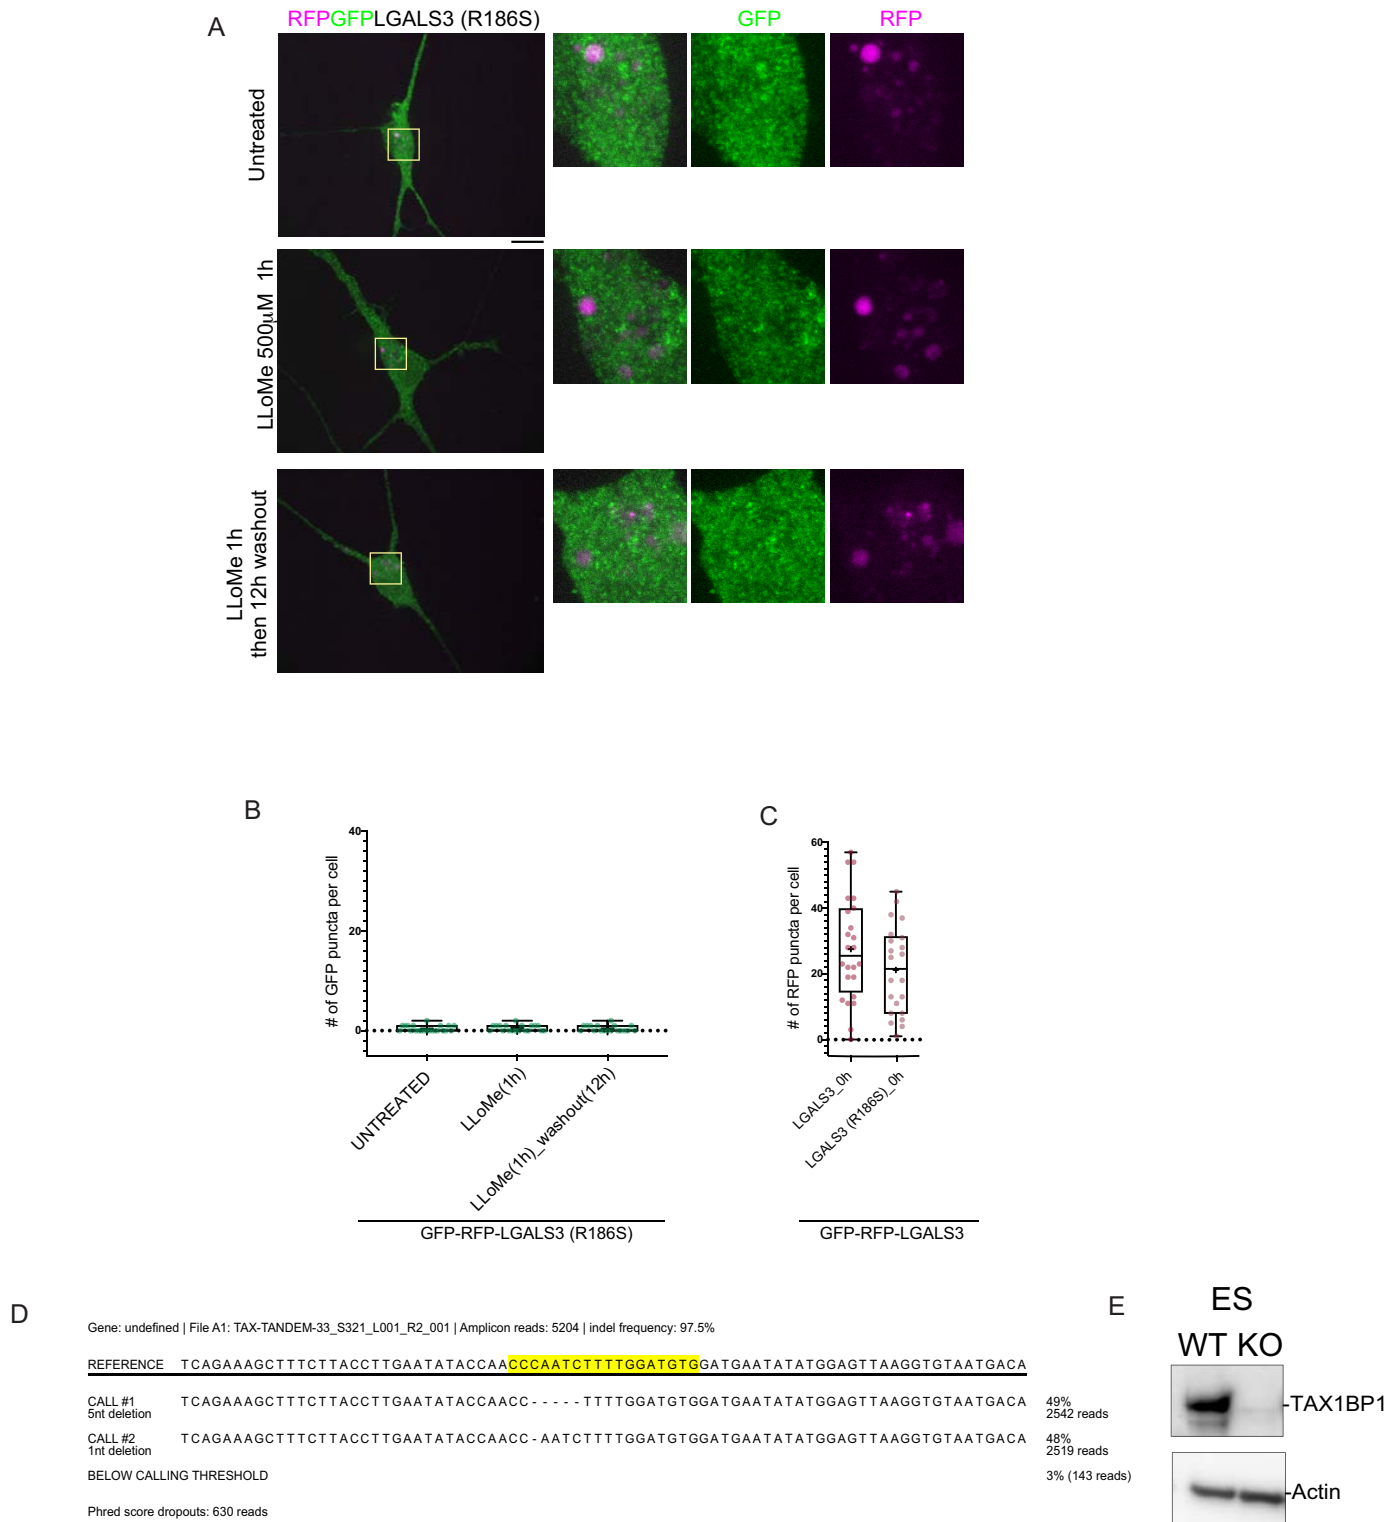 A
RFPGFPLGALS3 (R186S)
GFP
RFP
Untreated
LLoMe 500µM 1h
LLoMe 1h
then 12h washout
B
# of GFP puncta per cell
40
20
0
UNTREATED
LLoMe(1h)
LLoMe(1h)_washout(12h)
GFP-RFP-LGALS3 (R186S)
C
# of RFP puncta per cell
60
40
20
0
LGALS3_0h
LGALS3 (R186S)_0h
GFP-RFP-LGALS3
D
Gene: undefined | File A1: TAX-TANDEM-33_S321_L001_R2_001 | Amplicon reads: 5204 | indel frequency: 97.5%
REFERENCE TCAGAAAGCTTTCTTACCTTGAATATACCAACCCAATCTTTTGGATGTGGATGAATATATGGAGTTAAGGTGTAATGACA
CALL #1 TCAGAAAGCTTTCTTACCTTGAATATACCAACC-----TTTTGGATGTGGATGAATATATGGAGTTAAGGTGTAATGACA 49%
5nt deletion 2542 reads
CALL #2 TCAGAAAGCTTTCTTACCTTGAATATACCAACC-AATCTTTTGGATGTGGATGAATATATGGAGTTAAGGTGTAATGACA 48%
1nt deletion 2519 reads
BELOW CALLING THRESHOLD 3% (143 reads)
Phred score dropouts: 630 reads
E
ES
WT KO
-TAX1BP1
-Actin